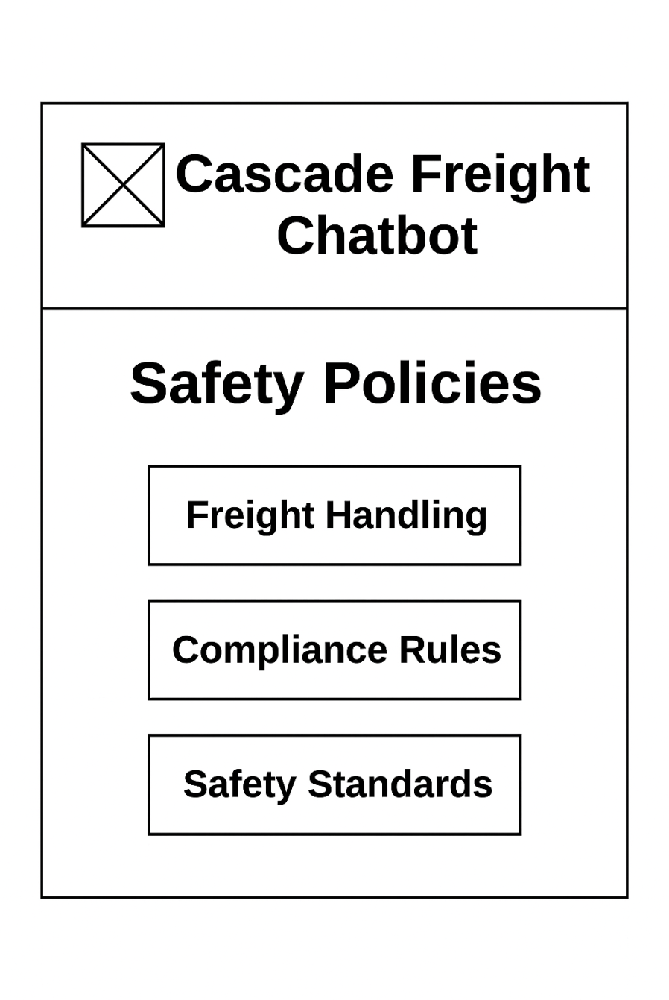 Cascade Freight
Chatbot
Safety Policies
Freight Handling
Compliance Rules
Safety Standards